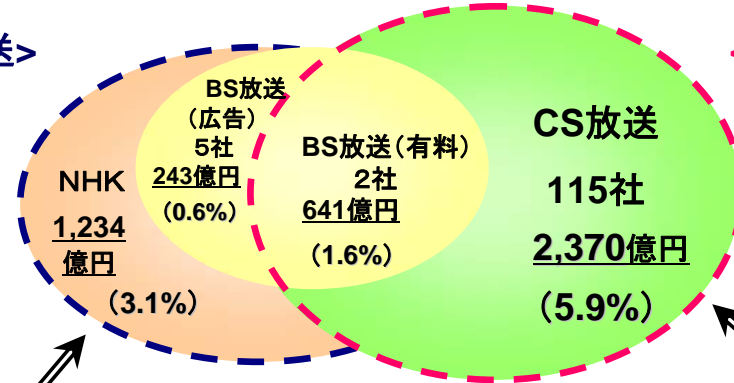 送>
BS放送
（広告）
５社
243億円
（0.6%）
BS放送（有料）
２社
641億円
（1.6%）
NHK
1,234
億円
（3.1%）
CS放送
115社
2,370億円
（5.9%）